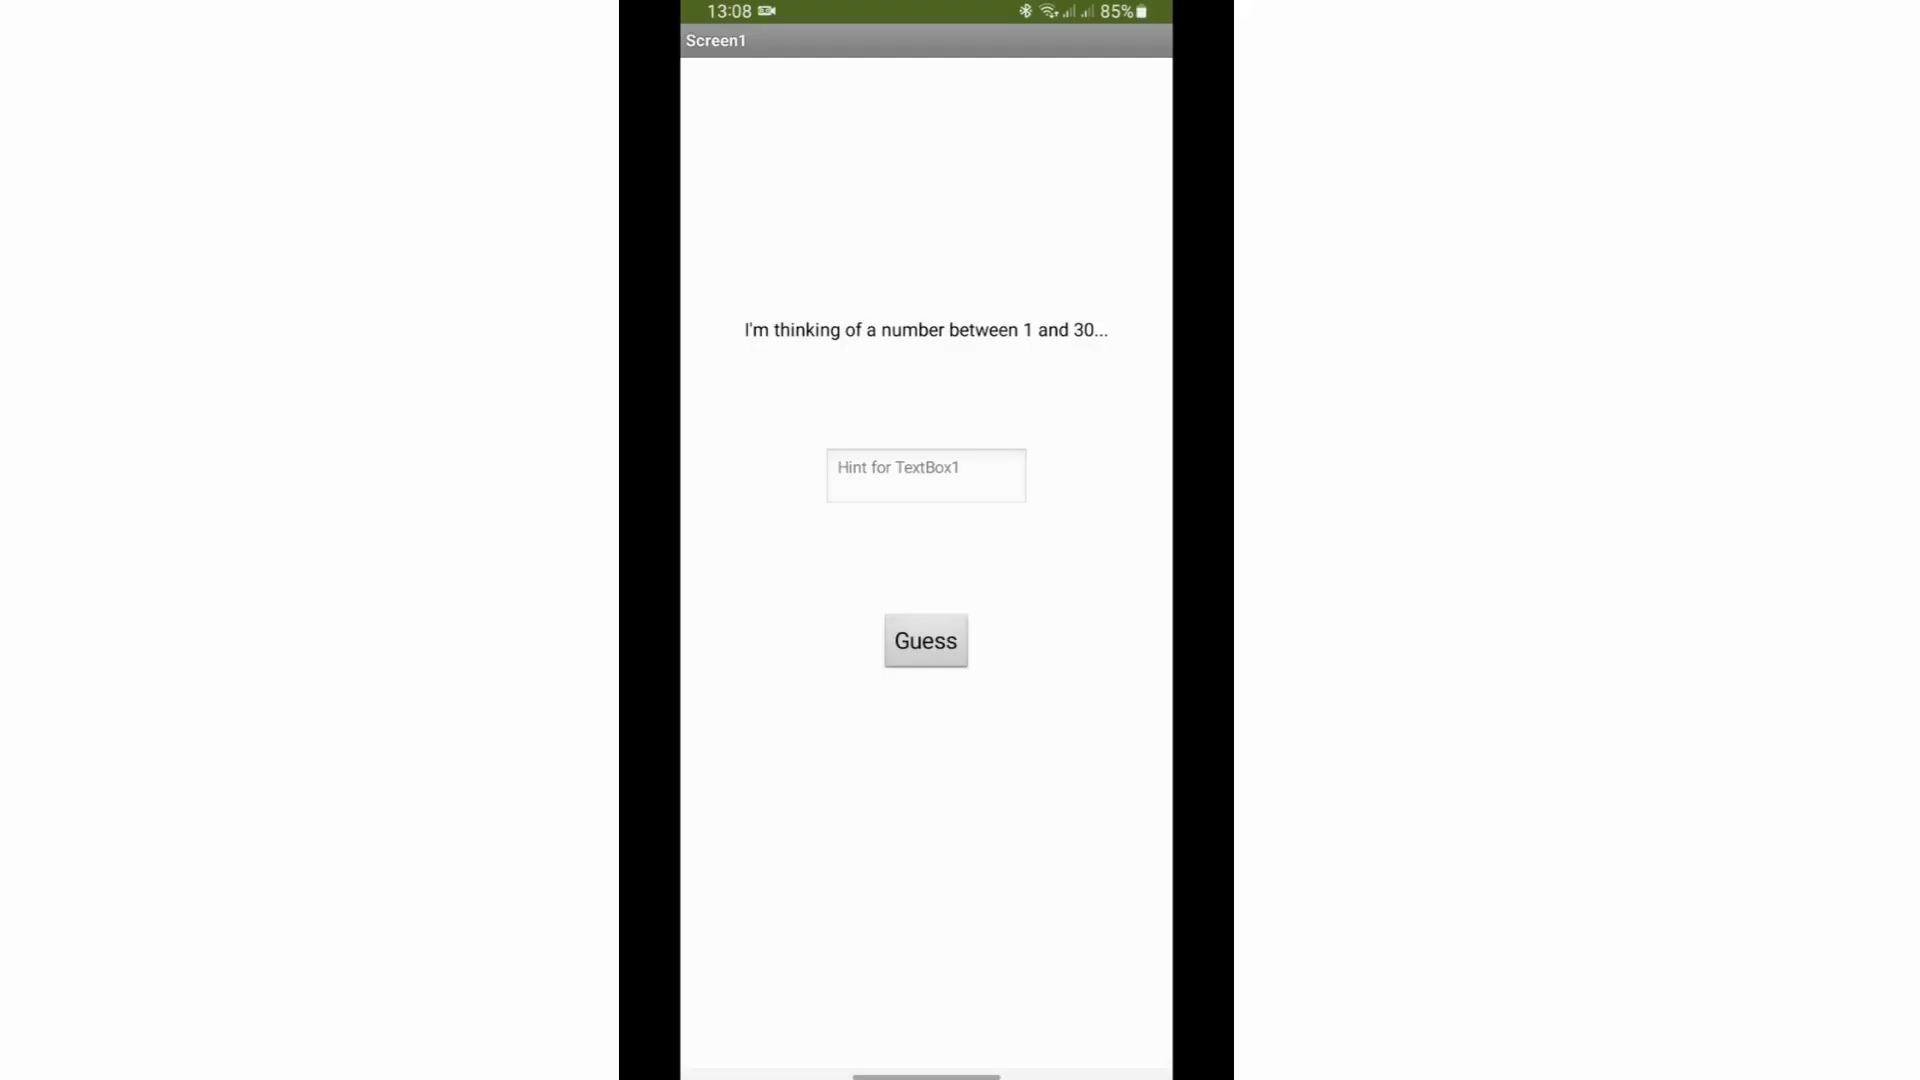 13:08 85%
Screen1
I'm thinking of a number between 1 and 30...
Hint for TextBox1
Guess